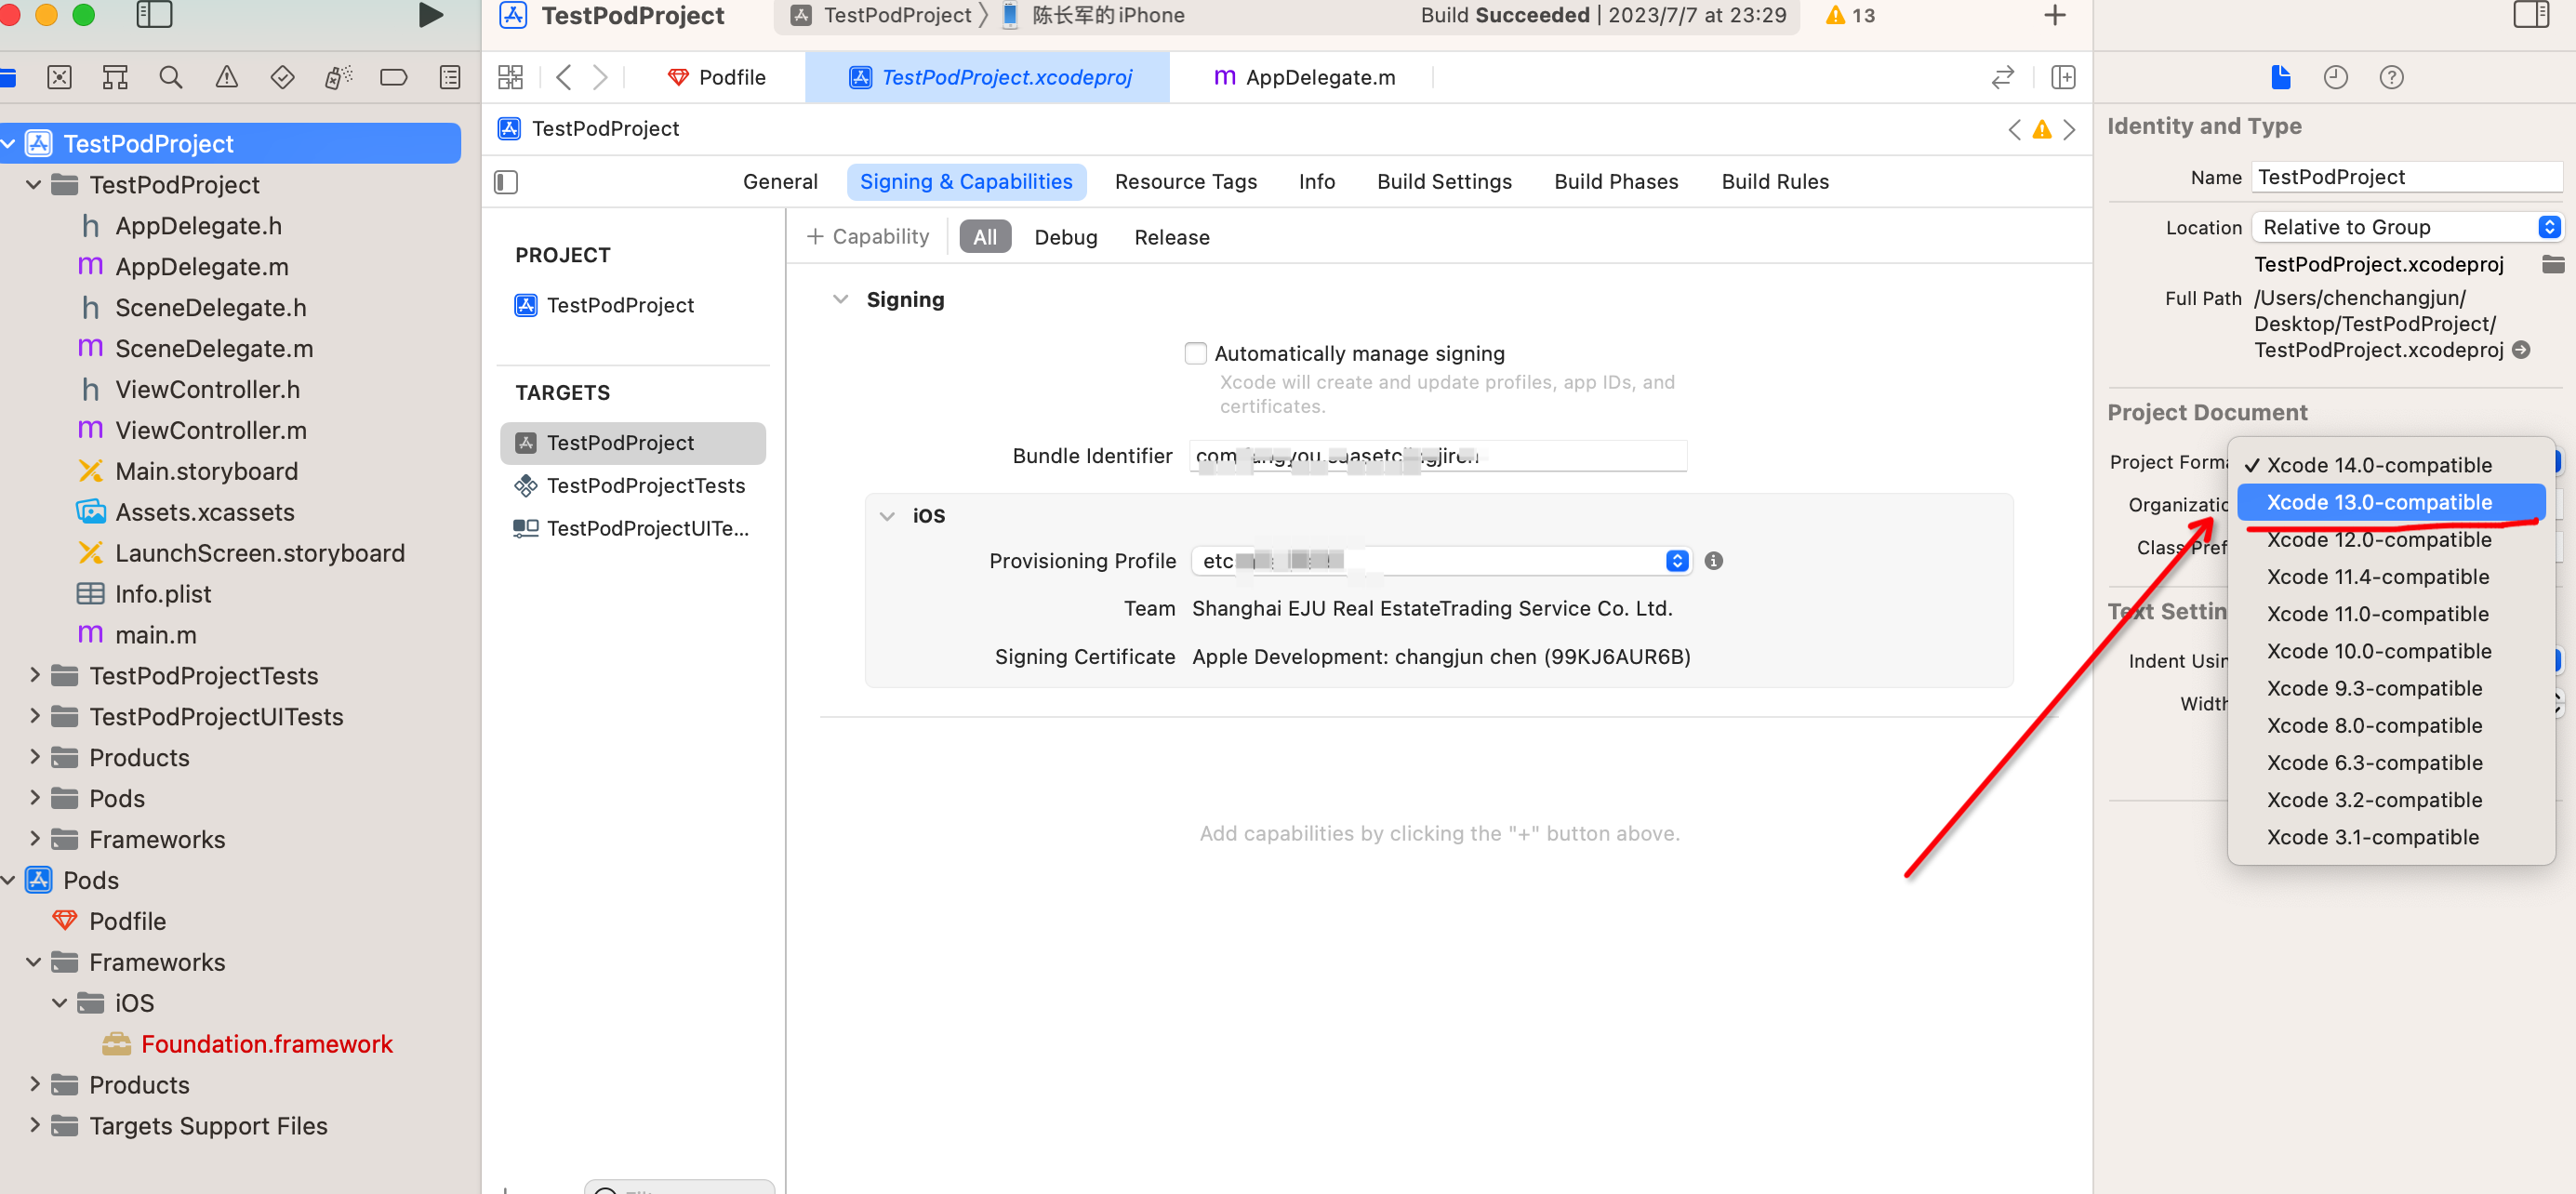 TestPodProject
TestPodProject 〉 陈长军的iPhone
Build Succeeded | 2023/7/7 at 23:29
13
Podfile
TestPodProject.xcodeproj
m AppDelegate.m
TestPodProject
General
Signing & Capabilities
Resource Tags
Info
Build Settings
Build Phases
Build Rules
TestPodProject
TestPodProject
h AppDelegate.h
m AppDelegate.m
h SceneDelegate.h
m SceneDelegate.m
h ViewController.h
m ViewController.m
Main.storyboard
Assets.xcassets
LaunchScreen.storyboard
Info.plist
m main.m
TestPodProjectTests
TestPodProjectUITests
Products
Pods
Frameworks
Pods
Podfile
Frameworks
iOS
Foundation.framework
Products
Targets Support Files
PROJECT
TestPodProject
TARGETS
TestPodProject
TestPodProjectTests
TestPodProjectUITe...
+ Capability
All
Debug
Release
Signing
Automatically manage signing
Xcode will create and update profiles, app IDs, and
certificates.
Bundle Identifier
iOS
Provisioning Profile etc
Team Shanghai EJU Real EstateTrading Service Co. Ltd.
Signing Certificate Apple Development: changjun chen (99KJ6AUR6B)
Add capabilities by clicking the "+" button above.
Identity and Type
Name TestPodProject
Location Relative to Group
TestPodProject.xcodeproj
Full Path /Users/chenchangjun/
Desktop/TestPodProject/
TestPodProject.xcodeproj
Project Document
Project Forma
Organizatio
Class Pref
Text Settin
Indent Usin
Width
✓ Xcode 14.0-compatible
Xcode 13.0-compatible
Xcode 12.0-compatible
Xcode 11.4-compatible
Xcode 11.0-compatible
Xcode 10.0-compatible
Xcode 9.3-compatible
Xcode 8.0-compatible
Xcode 6.3-compatible
Xcode 3.2-compatible
Xcode 3.1-compatible